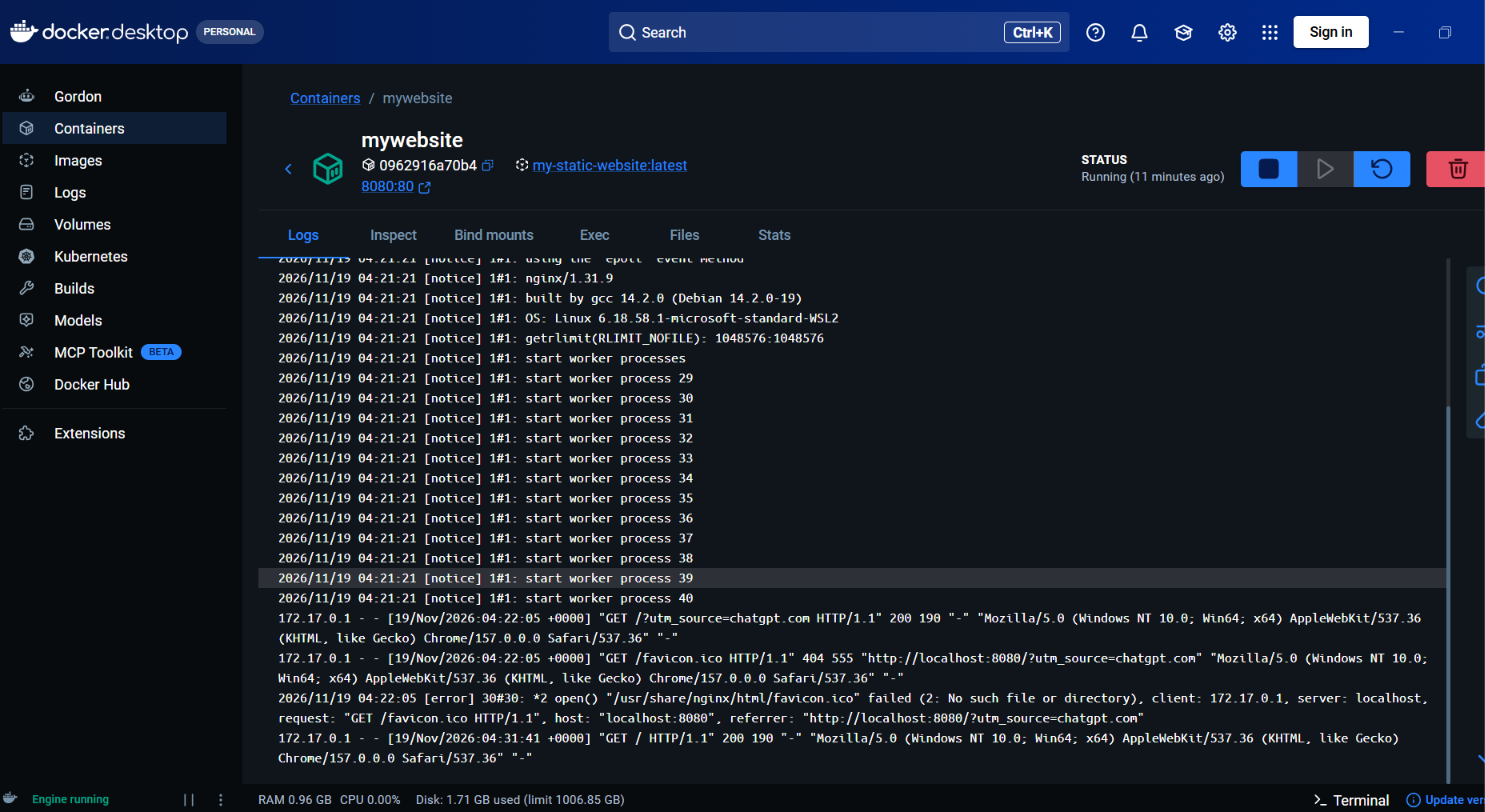 docker.desktop PERSONAL
Search Ctrl+K
Sign in
Gordon
Containers
Images
Logs
Volumes
Kubernetes
Builds
Models
MCP Toolkit BETA
Docker Hub
Extensions
Containers / mywebsite
mywebsite
0962916a70b4 my-static-website:latest
8080:80
STATUS
Running (11 minutes ago)
Logs Inspect Bind mounts Exec Files Stats
2026/11/19 04:21:21 [notice] 1#1: using the "epoll" event method
2026/11/19 04:21:21 [notice] 1#1: nginx/1.31.9
2026/11/19 04:21:21 [notice] 1#1: built by gcc 14.2.0 (Debian 14.2.0-19)
2026/11/19 04:21:21 [notice] 1#1: OS: Linux 6.18.58.1-microsoft-standard-WSL2
2026/11/19 04:21:21 [notice] 1#1: getrlimit(RLIMIT_NOFILE): 1048576:1048576
2026/11/19 04:21:21 [notice] 1#1: start worker processes
2026/11/19 04:21:21 [notice] 1#1: start worker process 29
2026/11/19 04:21:21 [notice] 1#1: start worker process 30
2026/11/19 04:21:21 [notice] 1#1: start worker process 31
2026/11/19 04:21:21 [notice] 1#1: start worker process 32
2026/11/19 04:21:21 [notice] 1#1: start worker process 33
2026/11/19 04:21:21 [notice] 1#1: start worker process 34
2026/11/19 04:21:21 [notice] 1#1: start worker process 35
2026/11/19 04:21:21 [notice] 1#1: start worker process 36
2026/11/19 04:21:21 [notice] 1#1: start worker process 37
2026/11/19 04:21:21 [notice] 1#1: start worker process 38
2026/11/19 04:21:21 [notice] 1#1: start worker process 39
2026/11/19 04:21:21 [notice] 1#1: start worker process 40
172.17.0.1 - - [19/Nov/2026:04:22:05 +0000] "GET /?utm_source=chatgpt.com HTTP/1.1" 200 190 "-" "Mozilla/5.0 (Windows NT 10.0; Win64; x64) AppleWebKit/537.36
(KHTML, like Gecko) Chrome/157.0.0.0 Safari/537.36" "-"
172.17.0.1 - - [19/Nov/2026:04:22:05 +0000] "GET /favicon.ico HTTP/1.1" 404 555 "http://localhost:8080/?utm_source=chatgpt.com" "Mozilla/5.0 (Windows NT 10.0;
Win64; x64) AppleWebKit/537.36 (KHTML, like Gecko) Chrome/157.0.0.0 Safari/537.36" "-"
2026/11/19 04:22:05 [error] 30#30: *2 open() "/usr/share/nginx/html/favicon.ico" failed (2: No such file or directory), client: 172.17.0.1, server: localhost,
request: "GET /favicon.ico HTTP/1.1", host: "localhost:8080", referrer: "http://localhost:8080/?utm_source=chatgpt.com"
172.17.0.1 - - [19/Nov/2026:04:31:41 +0000] "GET / HTTP/1.1" 200 190 "-" "Mozilla/5.0 (Windows NT 10.0; Win64; x64) AppleWebKit/537.36 (KHTML, like Gecko)
Chrome/157.0.0.0 Safari/537.36" "-"
Engine running
RAM 0.96 GB CPU 0.00% Disk: 1.71 GB used (limit 1006.85 GB)
Terminal
Update ver